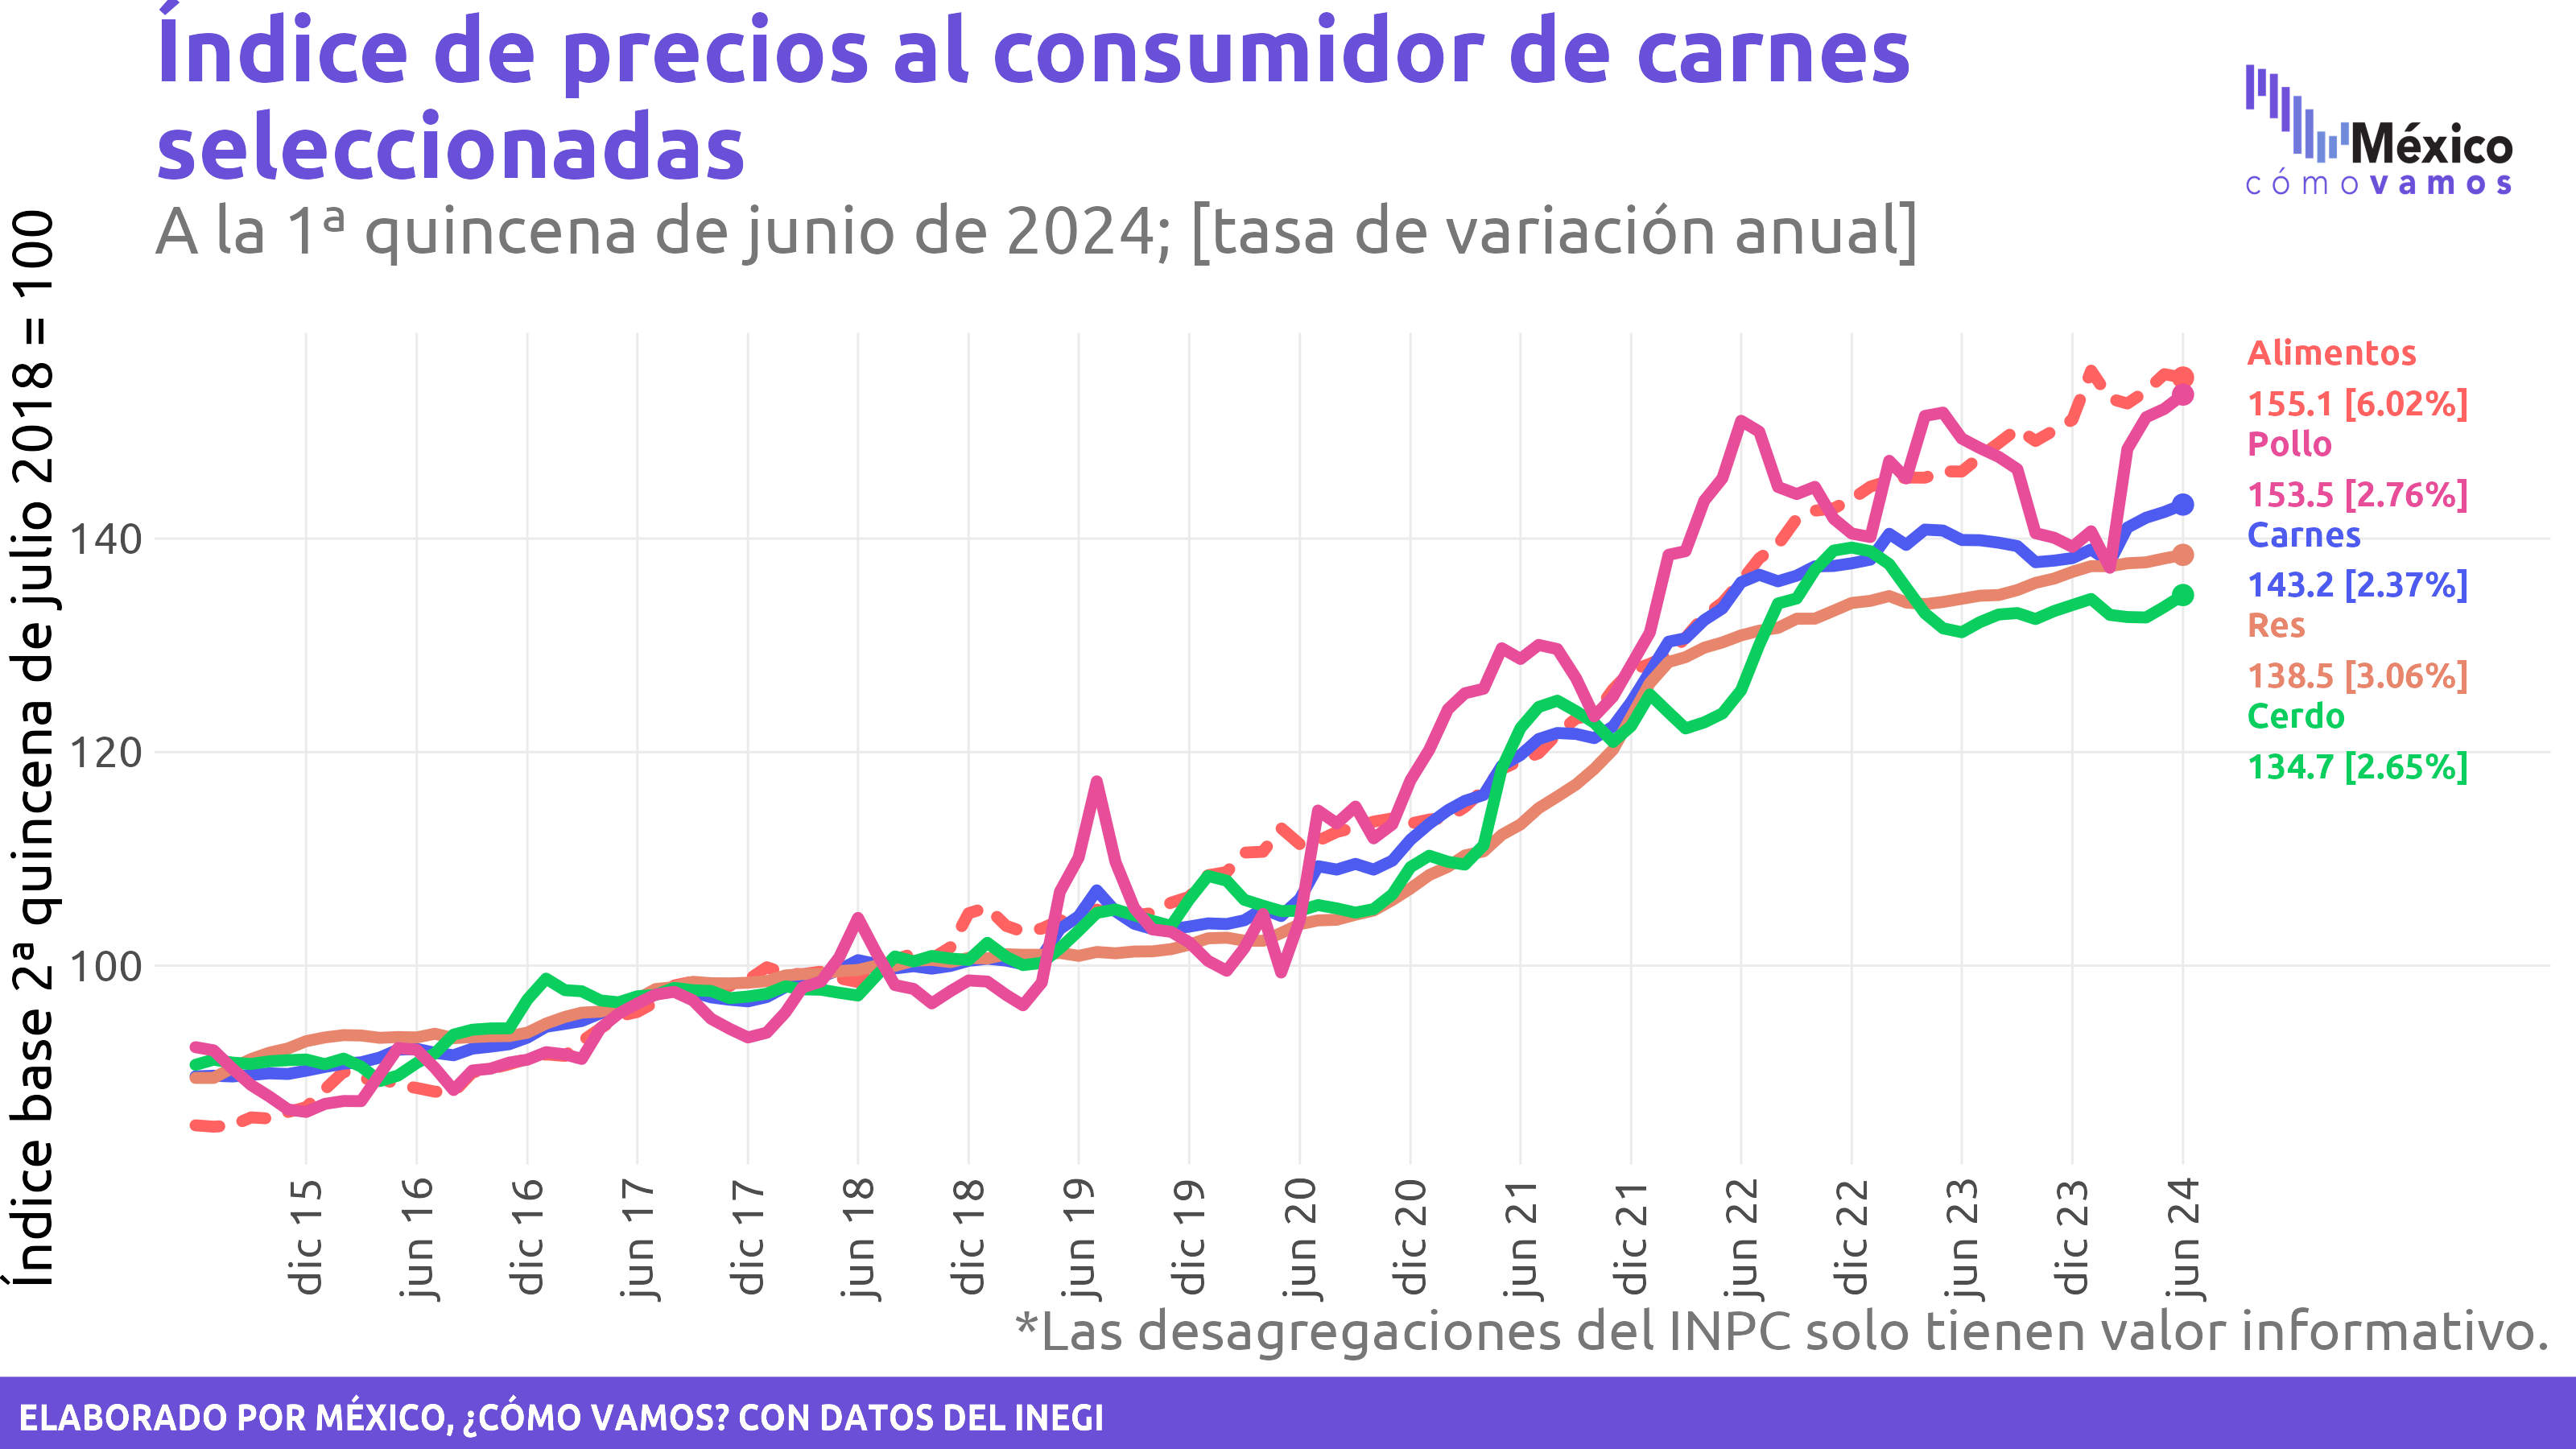 Índice de precios al consumidor de carnes
seleccionadas
A la 1ª quincena de junio de 2024; [tasa de variación anual]
México
cómo vamos
Índice base 2ª quincena de julio 2018 = 100
140
120
100
Alimentos
155.1 [6.02%]
Pollo
153.5 [2.76%]
Carnes
143.2 [2.37%]
Res
138.5 [3.06%]
Cerdo
134.7 [2.65%]
dic 15
jun 16
dic 16
jun 17
dic 17
jun 18
dic 18
jun 19
dic 19
jun 20
dic 20
jun 21
dic 21
jun 22
dic 22
jun 23
dic 23
jun 24
*Las desagregaciones del INPC solo tienen valor informativo.
ELABORADO POR MÉXICO, ¿CÓMO VAMOS? CON DATOS DEL INEGI